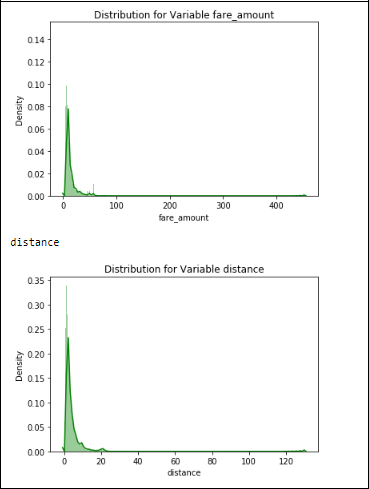 Distribution for Variable fare_amount
0.14
0.12
0.10
0.08
0.06
0.04
0.02
0.00
Density
0 100 200 300 400
fare_amount
distance
Distribution for Variable distance
0.35
0.30
0.25
0.20
0.15
0.10
0.05
0.00
Density
0 20 40 60 80 100 120
distance